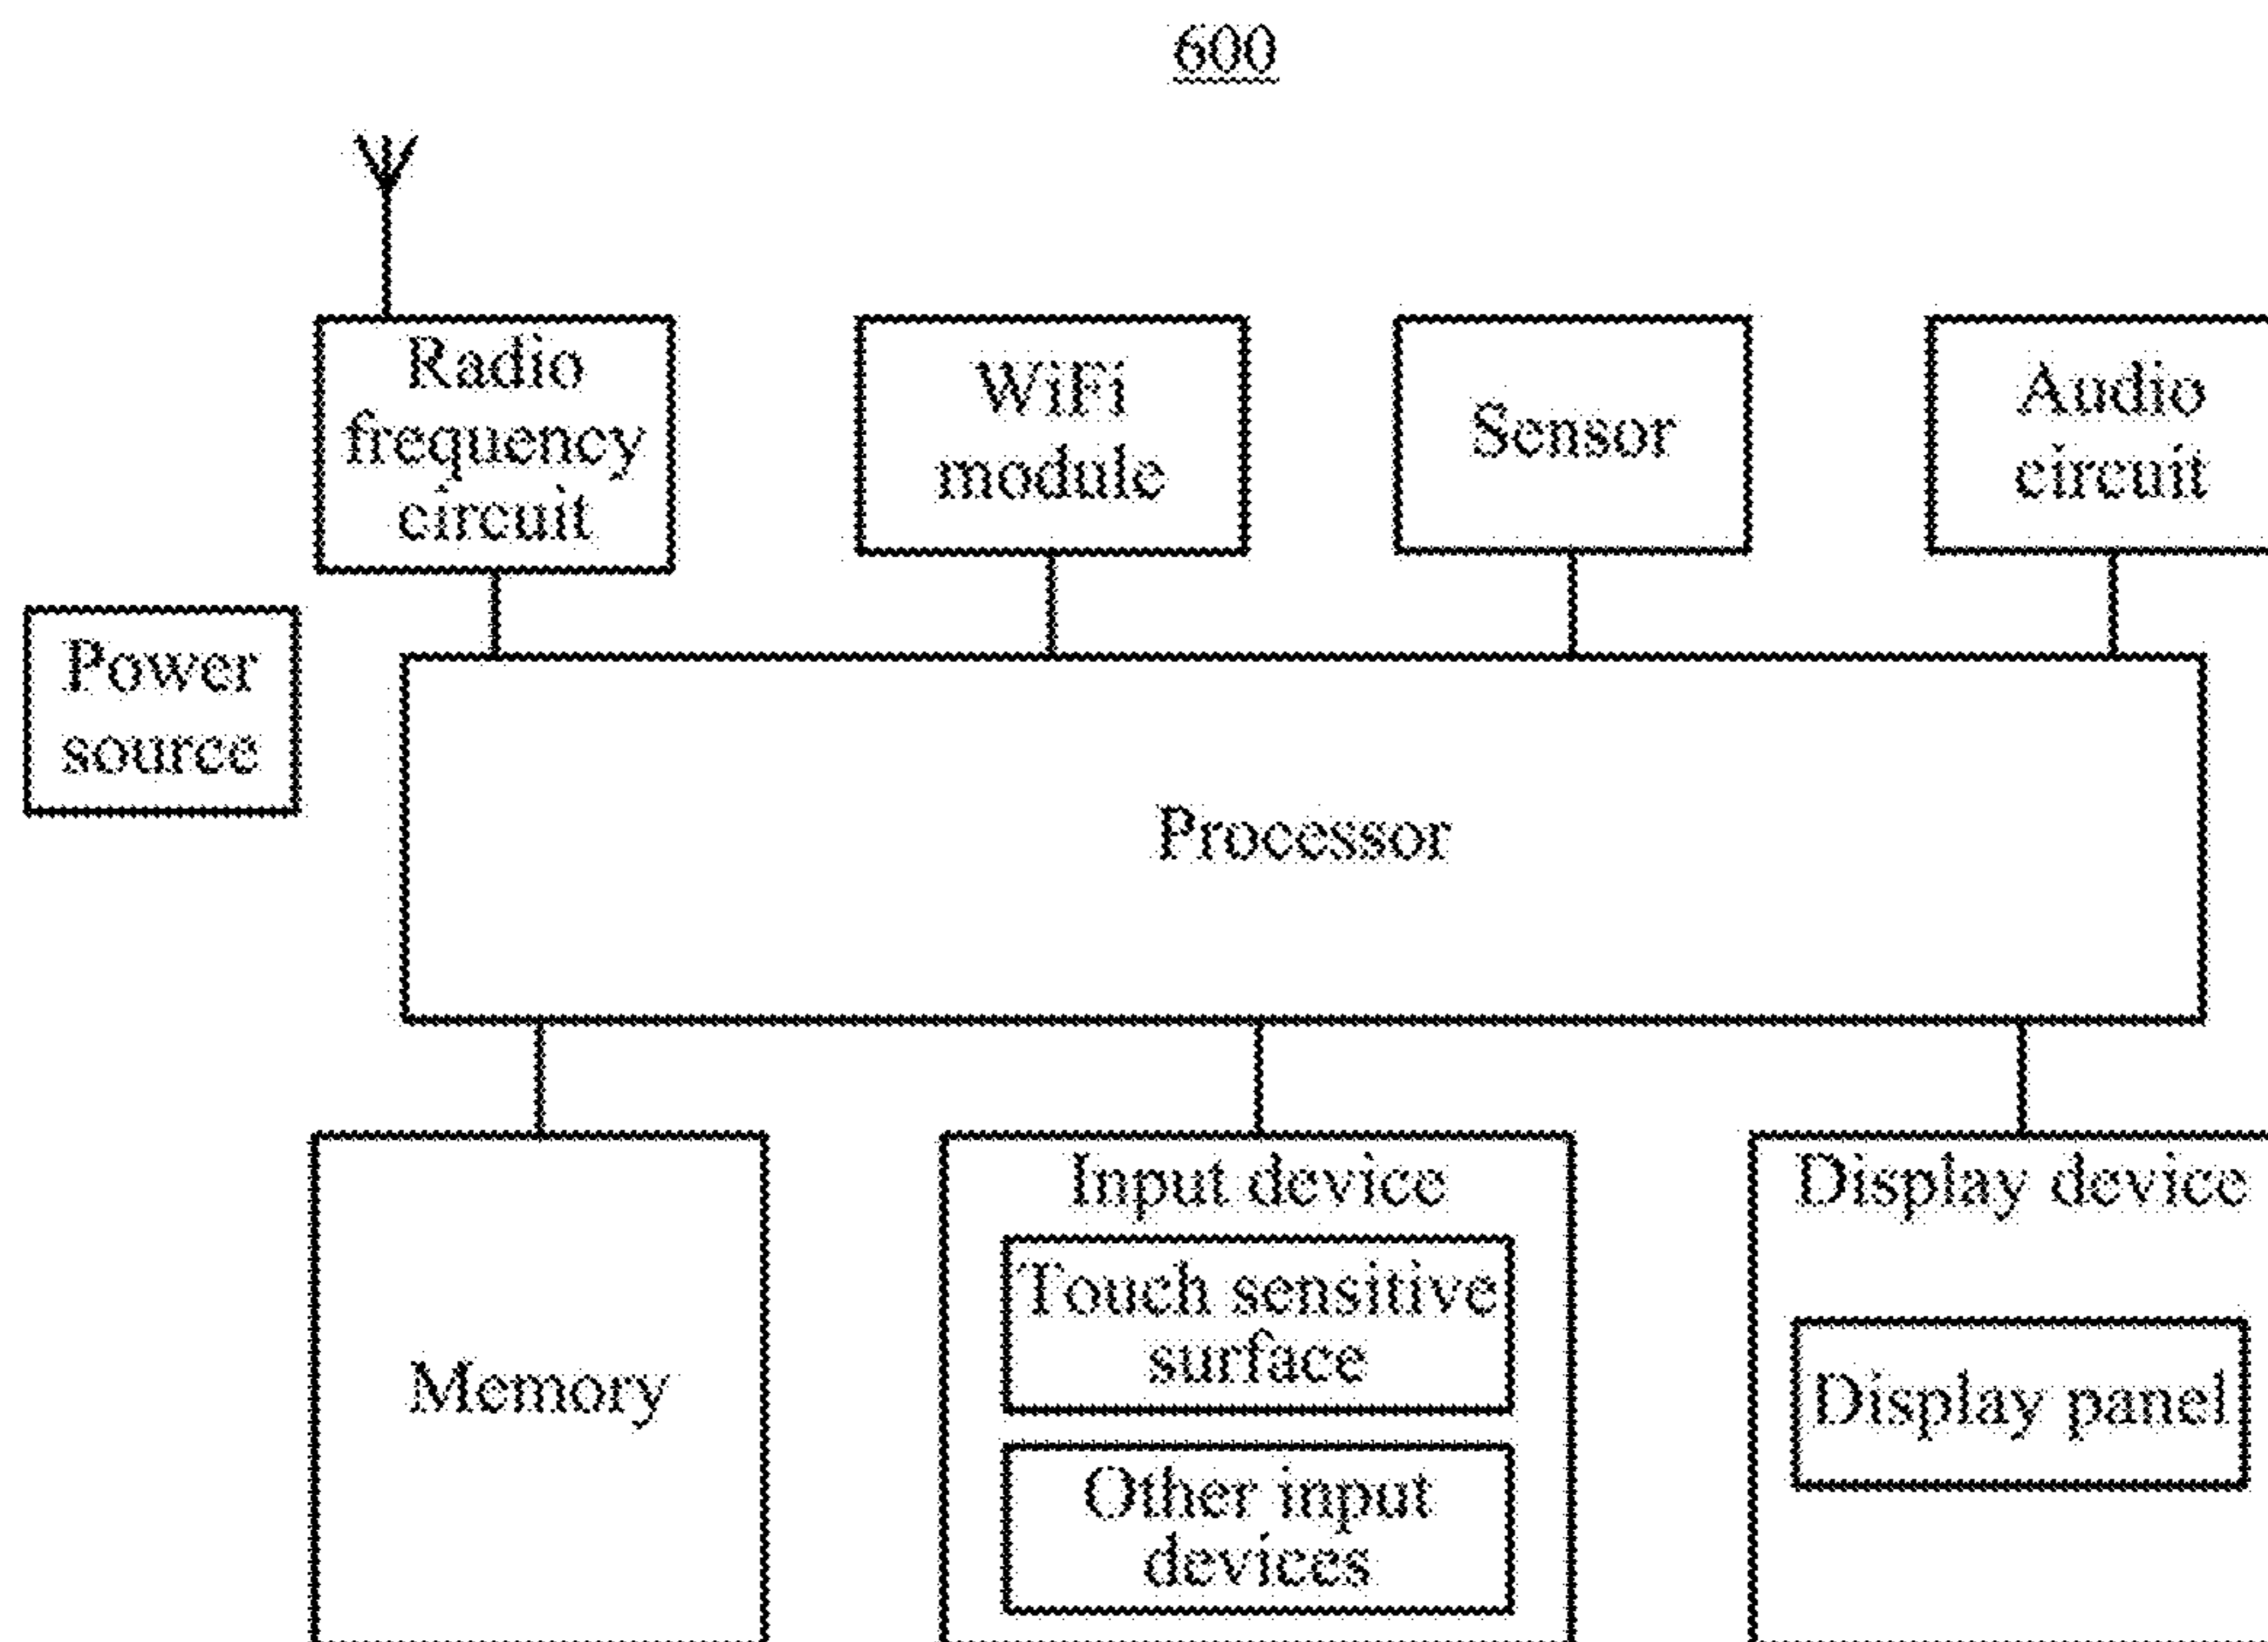 600
Radio
frequency
circuit
WiFi
module
Sensor
Audio
circuit
Power
source
Processor
Memory
Input device
Touch sensitive
surface
Other input
devices
Display device
Display panel